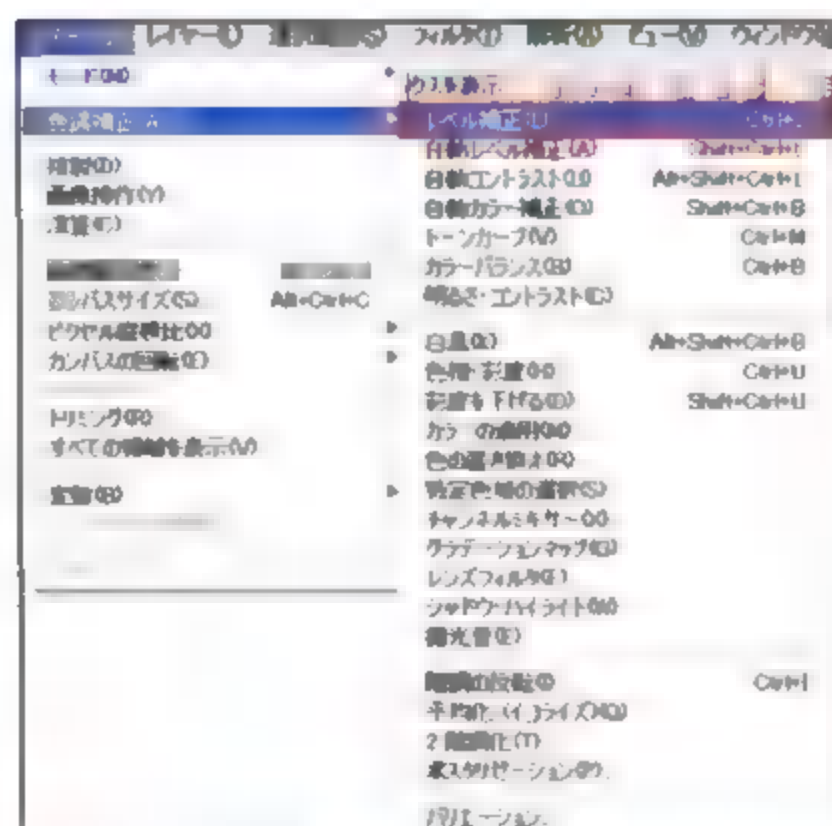 レイヤー(L) フィルタ(T) ビュー(V) ウィンドウ
モード(M)
色調補正(A)
複製(D)
画像操作(Y)
カンバスサイズ(S) Alt+Ctrl+C
ピクセル縦横比(X)
カンバスの回転(E)
トリミング(R)
すべての領域を表示(V)
変数(B)
レベル補正(L) Ctrl+L
自動レベル補正(A) Shift+Ctrl+L
自動コントラスト(U) Alt+Shift+Ctrl+L
自動カラー補正(O) Shift+Ctrl+B
トーンカーブ(V) Ctrl+M
カラーバランス(B) Ctrl+B
明るさ・コントラスト(C)
Alt+Shift+Ctrl+B
色相・彩度(H) Ctrl+U
彩度を下げる(D) Shift+Ctrl+U
カラーの適用(M)
色の置き換え(R)
特定色域の選択(S)
チャンネルミキサー(X)
グラデーションマップ(G)
レンズフィルタ(F)
シャドウ・ハイライト(W)
露光量(E)
階調の反転(I) Ctrl+I
平均化 (イコライズ)(Q)
2 階調化(T)
ポスタリゼーション(P)
バリエーション